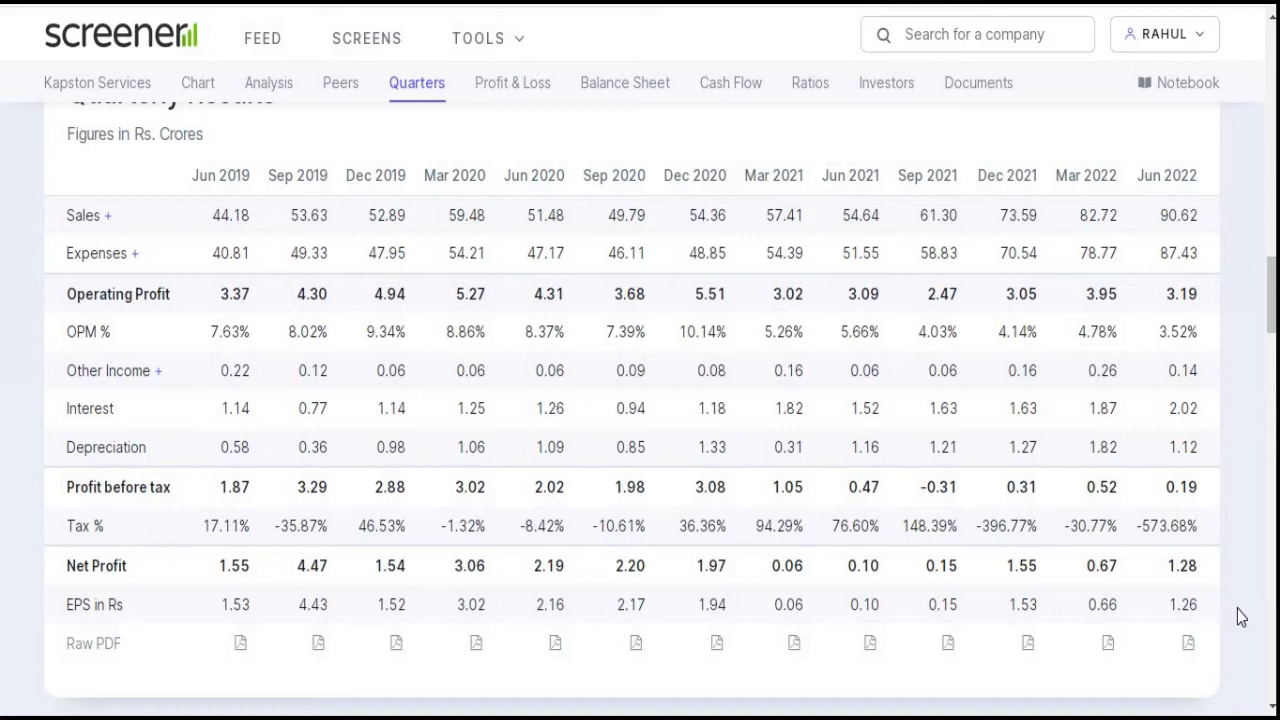 screener FEED SCREENS TOOLS Search for a company RAHUL
Kapston Services Chart Analysis Peers Quarters Profit & Loss Balance Sheet Cash Flow Ratios Investors Documents Notebook
Quarterly Results
Figures in Rs. Crores
Jun 2019 Sep 2019 Dec 2019 Mar 2020 Jun 2020 Sep 2020 Dec 2020 Mar 2021 Jun 2021 Sep 2021 Dec 2021 Mar 2022 Jun 2022
Sales + 44.18 53.63 52.89 59.48 51.48 49.79 54.36 57.41 54.64 61.30 73.59 82.72 90.62
Expenses + 40.81 49.33 47.95 54.21 47.17 46.11 48.85 54.39 51.55 58.83 70.54 78.77 87.43
Operating Profit 3.37 4.30 4.94 5.27 4.31 3.68 5.51 3.02 3.09 2.47 3.05 3.95 3.19
OPM % 7.63% 8.02% 9.34% 8.86% 8.37% 7.39% 10.14% 5.26% 5.66% 4.03% 4.14% 4.78% 3.52%
Other Income + 0.22 0.12 0.06 0.06 0.06 0.09 0.08 0.16 0.06 0.06 0.16 0.26 0.14
Interest 1.14 0.77 1.14 1.25 1.26 0.94 1.18 1.82 1.52 1.63 1.63 1.87 2.02
Depreciation 0.58 0.36 0.98 1.06 1.09 0.85 1.33 0.31 1.16 1.21 1.27 1.82 1.12
Profit before tax 1.87 3.29 2.88 3.02 2.02 1.98 3.08 1.05 0.47 -0.31 0.31 0.52 0.19
Tax % 17.11% -35.87% 46.53% -1.32% -8.42% -10.61% 36.36% 94.29% 76.60% 148.39% -396.77% -30.77% -573.68%
Net Profit 1.55 4.47 1.54 3.06 2.19 2.20 1.97 0.06 0.10 0.15 1.55 0.67 1.28
EPS in Rs 1.53 4.43 1.52 3.02 2.16 2.17 1.94 0.06 0.10 0.15 1.53 0.66 1.26
Raw PDF